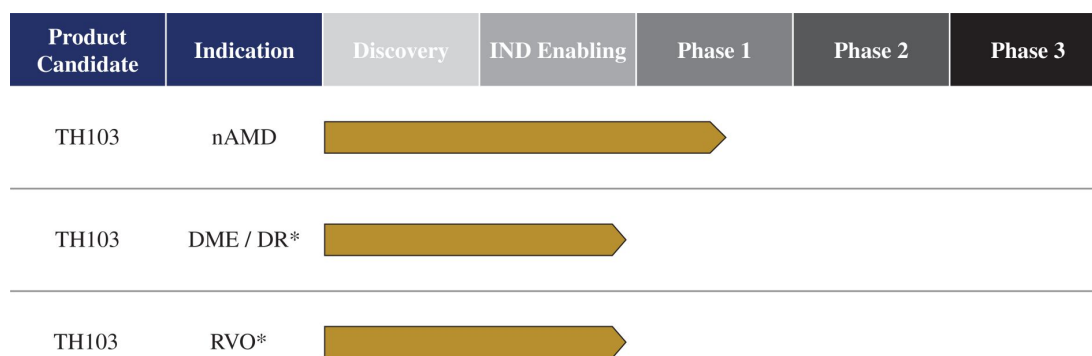 Product Candidate Indication Discovery IND Enabling Phase 1 Phase 2 Phase 3
TH103 nAMD
TH103 DME / DR*
TH103 RVO*